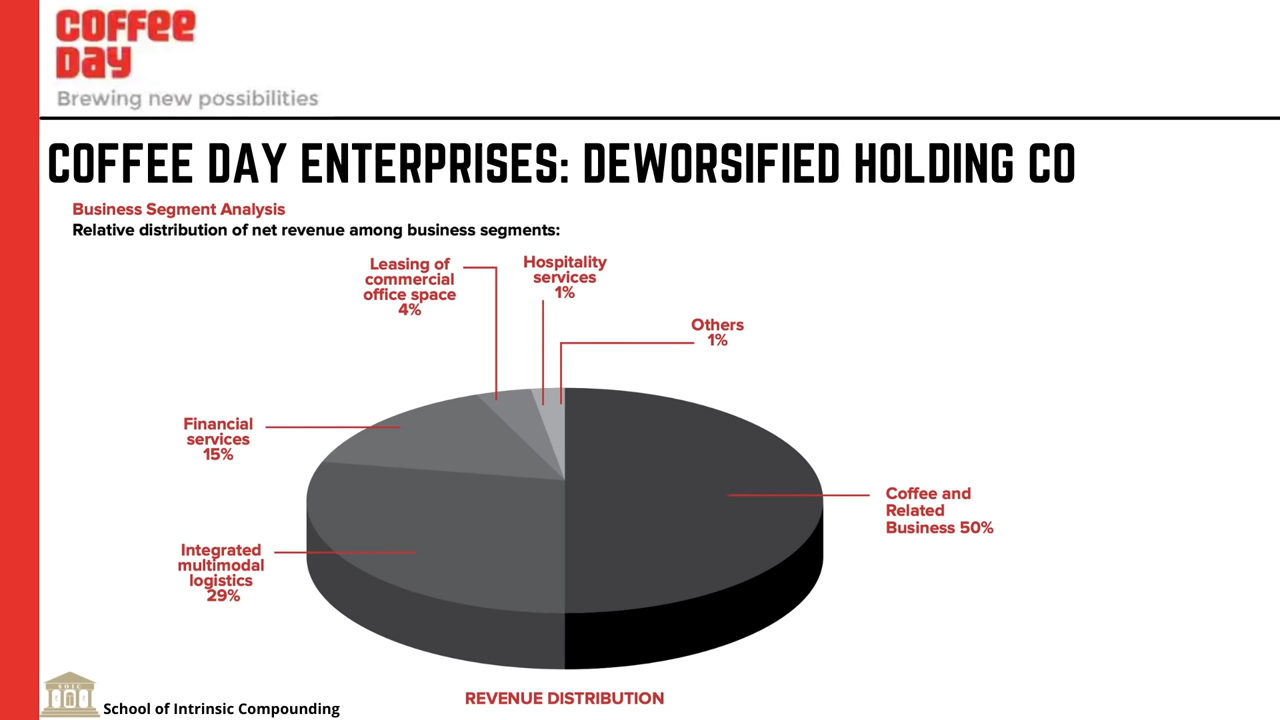 COFFEE
Day
Brewing new possibilities
COFFEE DAY ENTERPRISES: DEWORSIFIED HOLDING CO
Business Segment Analysis
Relative distribution of net revenue among business segments:
Leasing of
commercial
office space
4%
Hospitality
services
1%
Others
1%
Financial
services
15%
Coffee and
Related
Business 50%
Integrated
multimodal
logistics
29%
REVENUE DISTRIBUTION
SOIC
School of Intrinsic Compounding